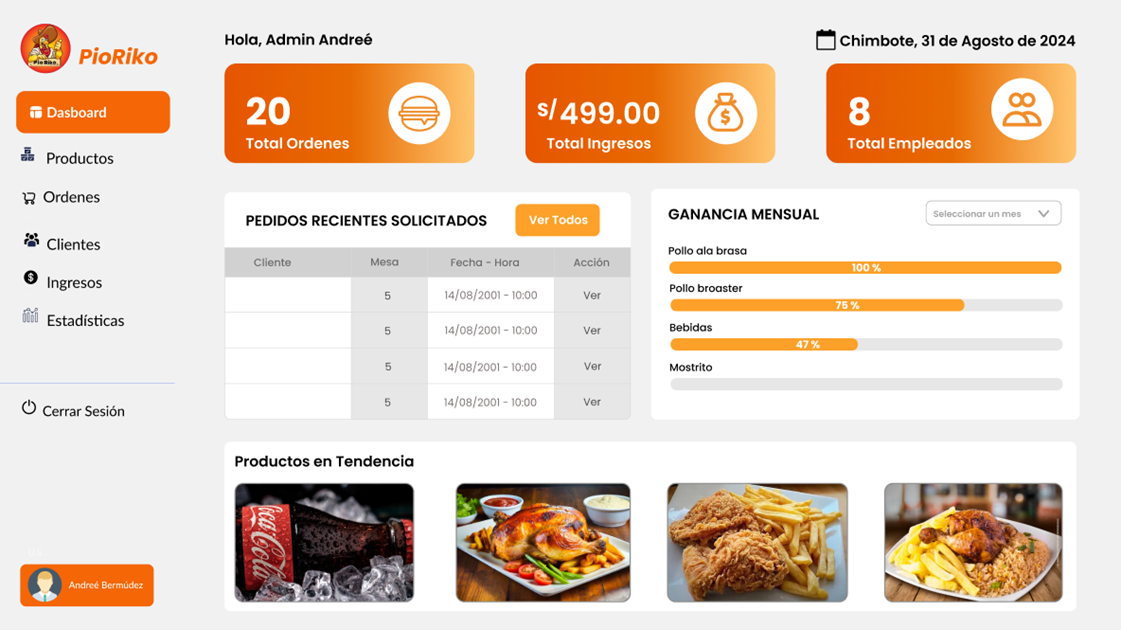 Pio Riko
PioRiko
Dasboard
Productos
Ordenes
Clientes
Ingresos
Estadísticas
Cerrar Sesión
Andreé Bermúdez
Hola, Admin Andreé
Chimbote, 31 de Agosto de 2024
20
Total Ordenes
S/499.00
Total Ingresos
8
Total Empleados
PEDIDOS RECIENTES SOLICITADOS
Ver Todos
Cliente Mesa Fecha - Hora Acción
5 14/08/2001 - 10:00 Ver
5 14/08/2001 - 10:00 Ver
5 14/08/2001 - 10:00 Ver
5 14/08/2001 - 10:00 Ver
GANANCIA MENSUAL
Seleccionar un mes
Pollo ala brasa
100 %
Pollo broaster
75 %
Bebidas
47 %
Mostrito
Productos en Tendencia
Coca-Cola